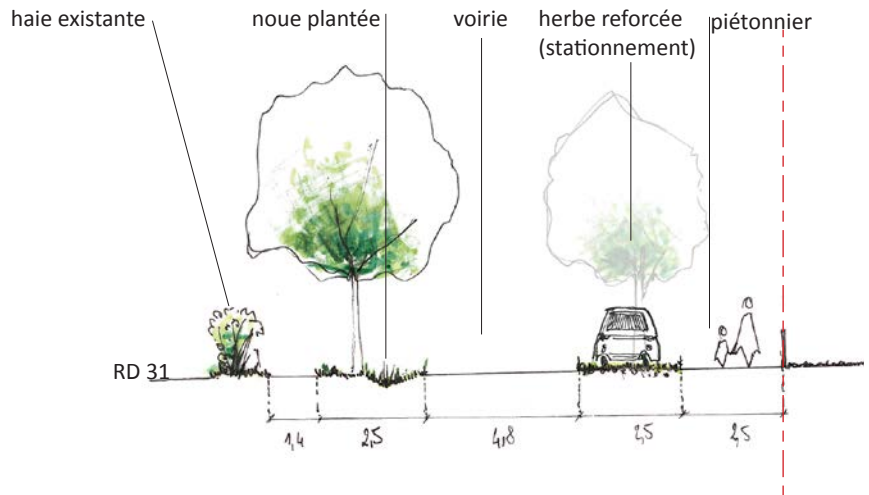 haie existante
noue plantée
voirie
herbe reforcée
(stationnement)
piétonnier
RD 31
1,4
2,5
4,8
2,5
2,5